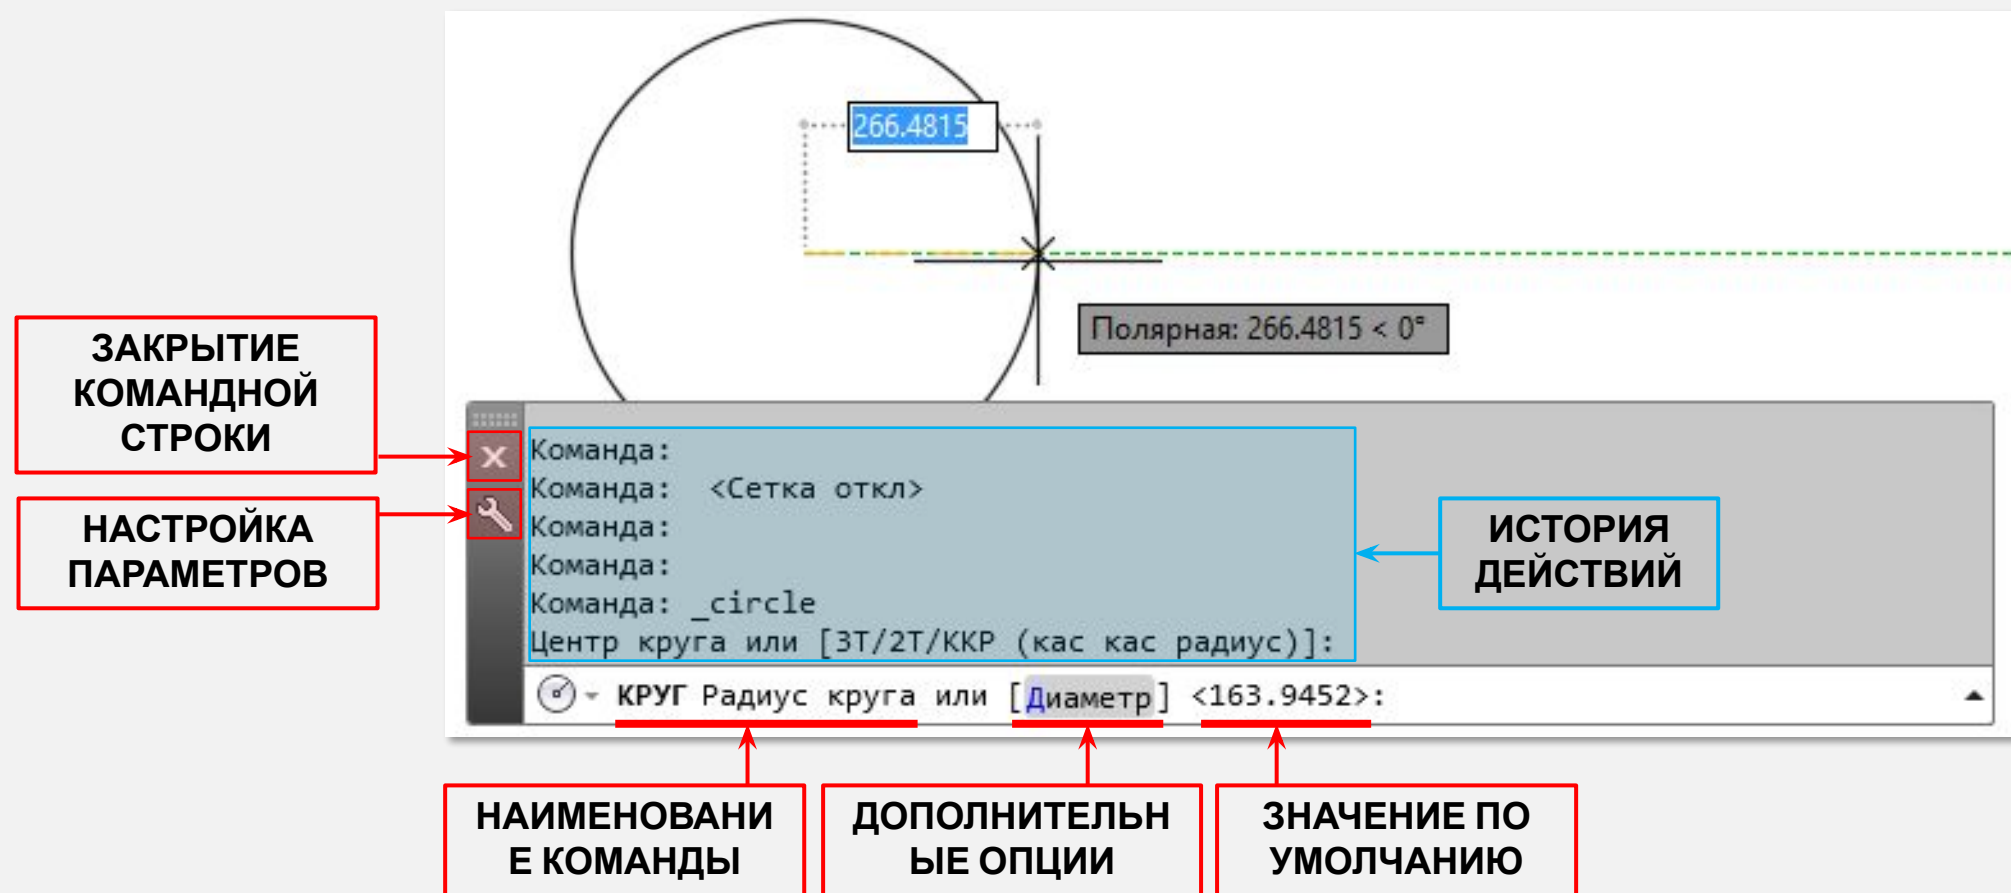 266.4815
Полярная: 266.4815 < 0°
ЗАКРЫТИЕ
КОМАНДНОЙ
СТРОКИ
НАСТРОЙКА
ПАРАМЕТРОВ
Команда:
Команда:  <Сетка откл>
Команда:
Команда:
Команда: _circle
Центр круга или [3Т/2Т/ККР (кас кас радиус)]:
ИСТОРИЯ
ДЕЙСТВИЙ
КРУГ Радиус круга или [Диаметр] <163.9452>:
НАИМЕНОВАНИ
Е КОМАНДЫ
ДОПОЛНИТЕЛЬН
ЫЕ ОПЦИИ
ЗНАЧЕНИЕ ПО
УМОЛЧАНИЮ